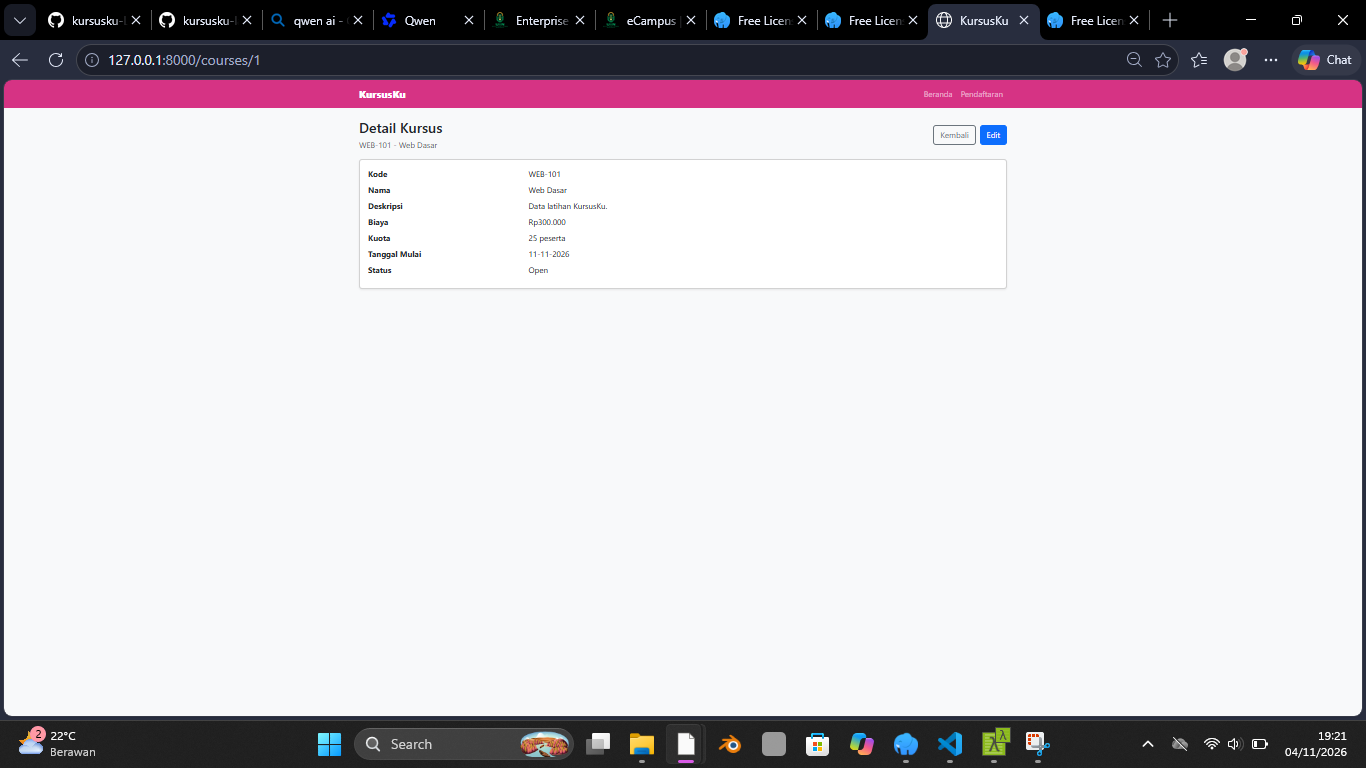 kursusku-l
kursusku-l
qwen ai -
Qwen
Enterprise
eCampus
Free Licen
Free Licen
KursusKu
Free Licen
127.0.0.1:8000/courses/1
Chat
KursusKu
Beranda Pendaftaran
Detail Kursus
WEB-101 - Web Dasar
Kembali Edit
Kode WEB-101
Nama Web Dasar
Deskripsi Data latihan KursusKu.
Biaya Rp300.000
Kuota 25 peserta
Tanggal Mulai 11-11-2026
Status Open
2
22°C
Berawan
Search
19:21
04/11/2026